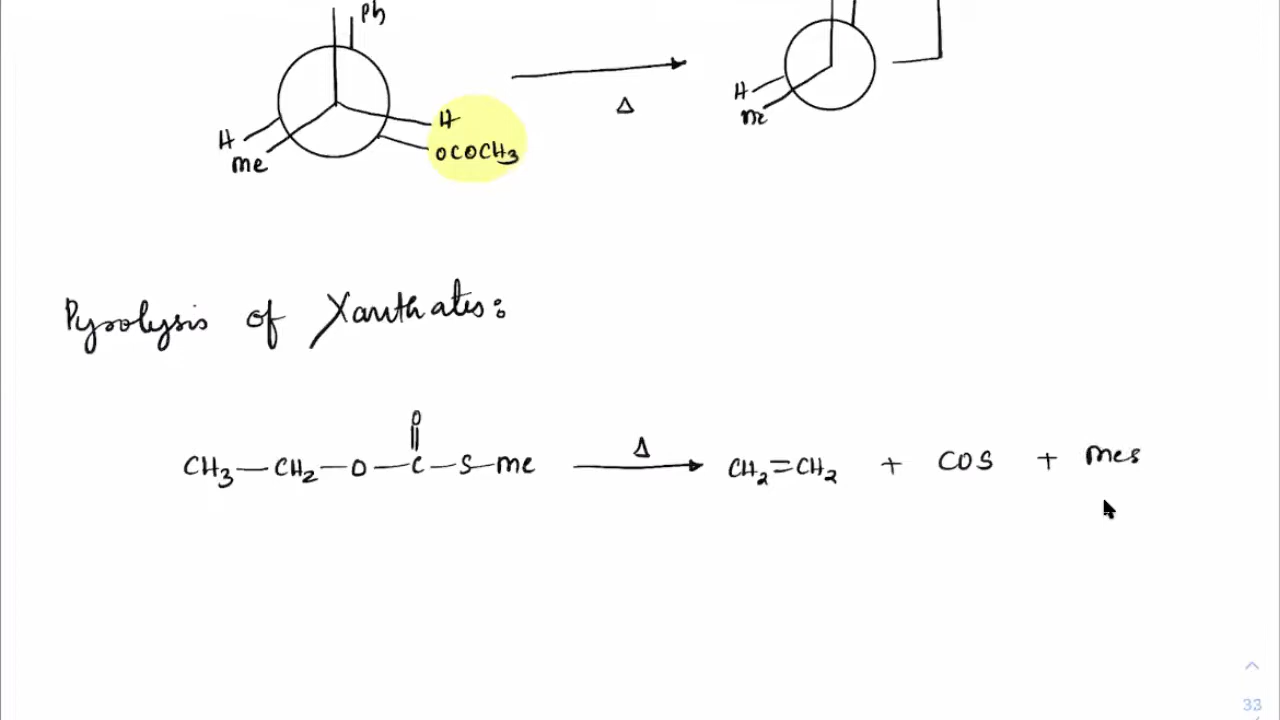 Ph
H
Me
H
OCOCH3
Δ
H
Me
Pyrolysis of Xanthates:
O
CH3—CH2—O—C—S—Me Δ CH2=CH2 + COS + Mes
33